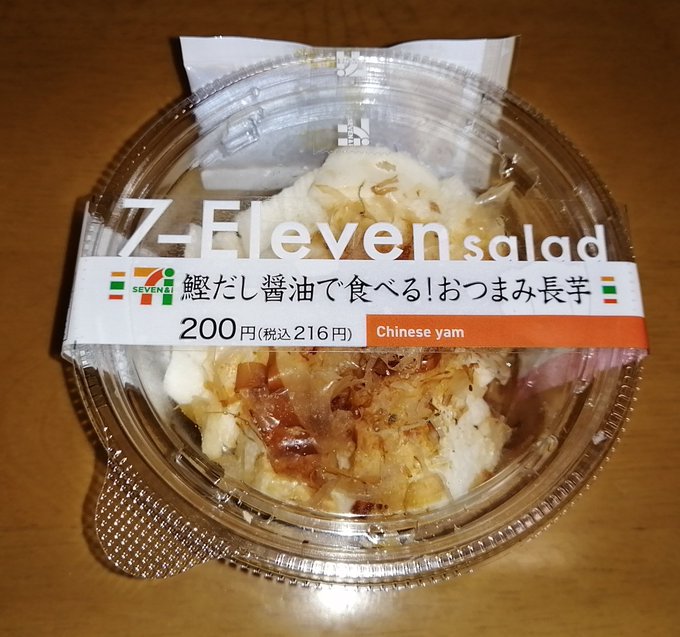 7-Eleven salad
SEVEN&i 鰹だし醤油で食べる!おつまみ長芋
200円(税込216円) Chinese yam